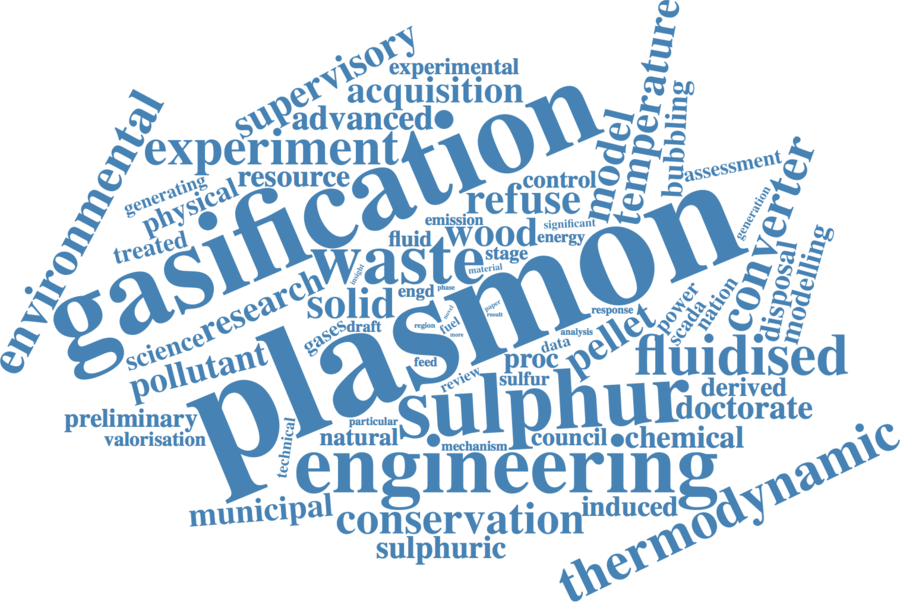 supervisory
experimental
acquisition
advanced
experiment
gasification
temperature
model
bubbling
environmental
resource
generating
physical
treated
control
refuse
assessment
converter
emission
significant
generation
fluid
wood
energy
waste
stage
material
insight
plasmon
research
science
solid
engd
phase
novel
paper
result
region
fuel
more
response
power
scada
nation
disposal
modelling
gases
draft
pollutant
feed
analysis
data
pellet
proc
review
sulfur
fluidised
preliminary
valorisation
technical
particular
natural
sulphur
derived
doctorate
mechanism
council
chemical
engineering
municipal
conservation
induced
sulphuric
thermodynamic